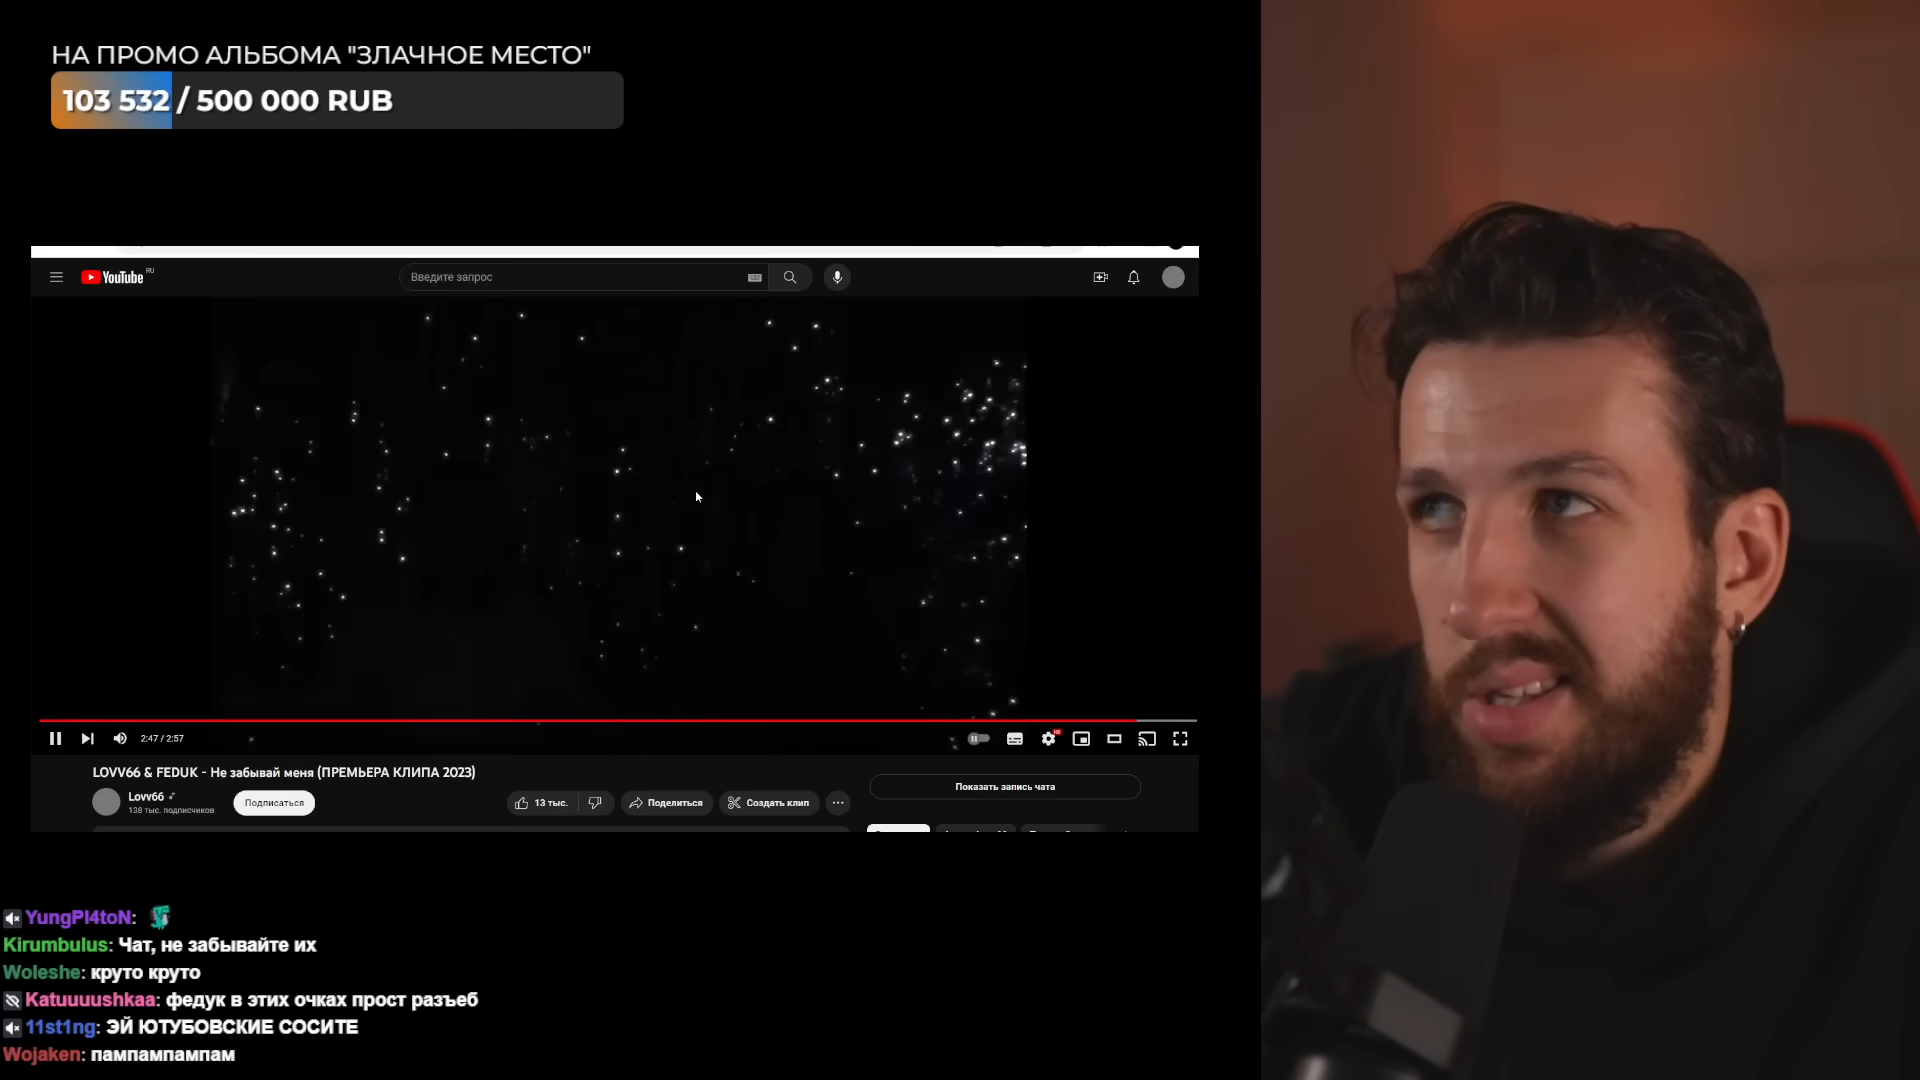 НА ПРОМО АЛЬБОМА "ЗЛАЧНОЕ МЕСТО"
103 532 / 500 000 RUB
YouTube RU
Введите запрос
2:47 / 2:57
HD
LOVV66 & FEDUK - Не забывай меня (ПРЕМЬЕРА КЛИПА 2023)
Lovv66
138 тыс. подписчиков
Подписаться
13 тыс.
Поделиться
Создать клип
Показать запись чата
YungPl4toN:
Kirumbulus: Чат, не забывайте их
Woleshe: круто круто
Katuuuushkaa: федук в этих очках прост разъеб
11st1ng: ЭЙ ЮТУБОВСКИЕ СОСИТЕ
Wojaken: пампампампам